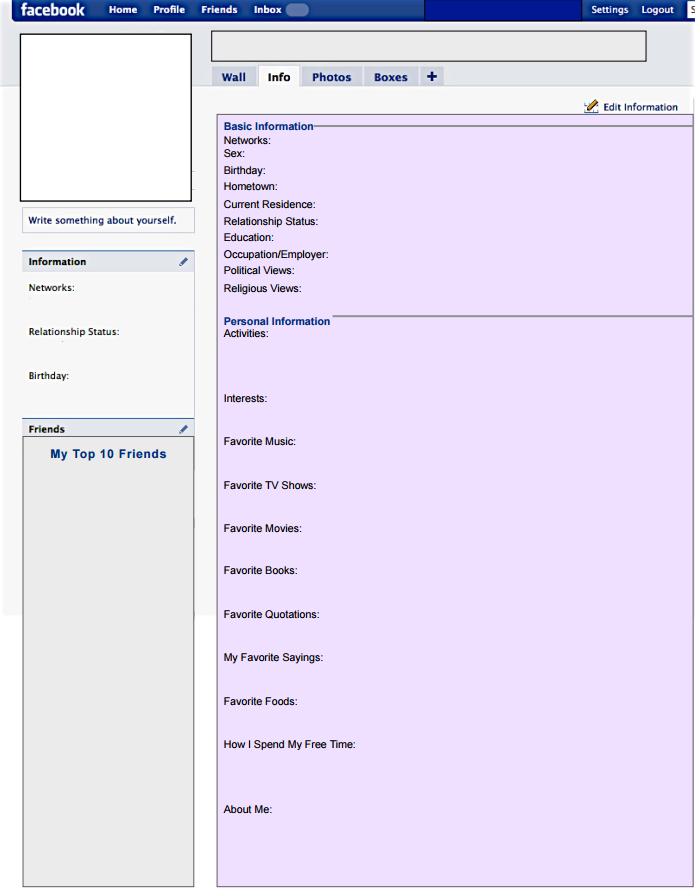 facebook Home Profile Friends Inbox Settings Logout S
Wall Info Photos Boxes +
Edit Information
Write something about yourself.
Information
Networks:
Relationship Status:
Birthday:
Friends
My Top 10 Friends
Basic Information
Networks:
Sex:
Birthday:
Hometown:
Current Residence:
Relationship Status:
Education:
Occupation/Employer:
Political Views:
Religious Views:
Personal Information
Activities:
Interests:
Favorite Music:
Favorite TV Shows:
Favorite Movies:
Favorite Books:
Favorite Quotations:
My Favorite Sayings:
Favorite Foods:
How I Spend My Free Time:
About Me: